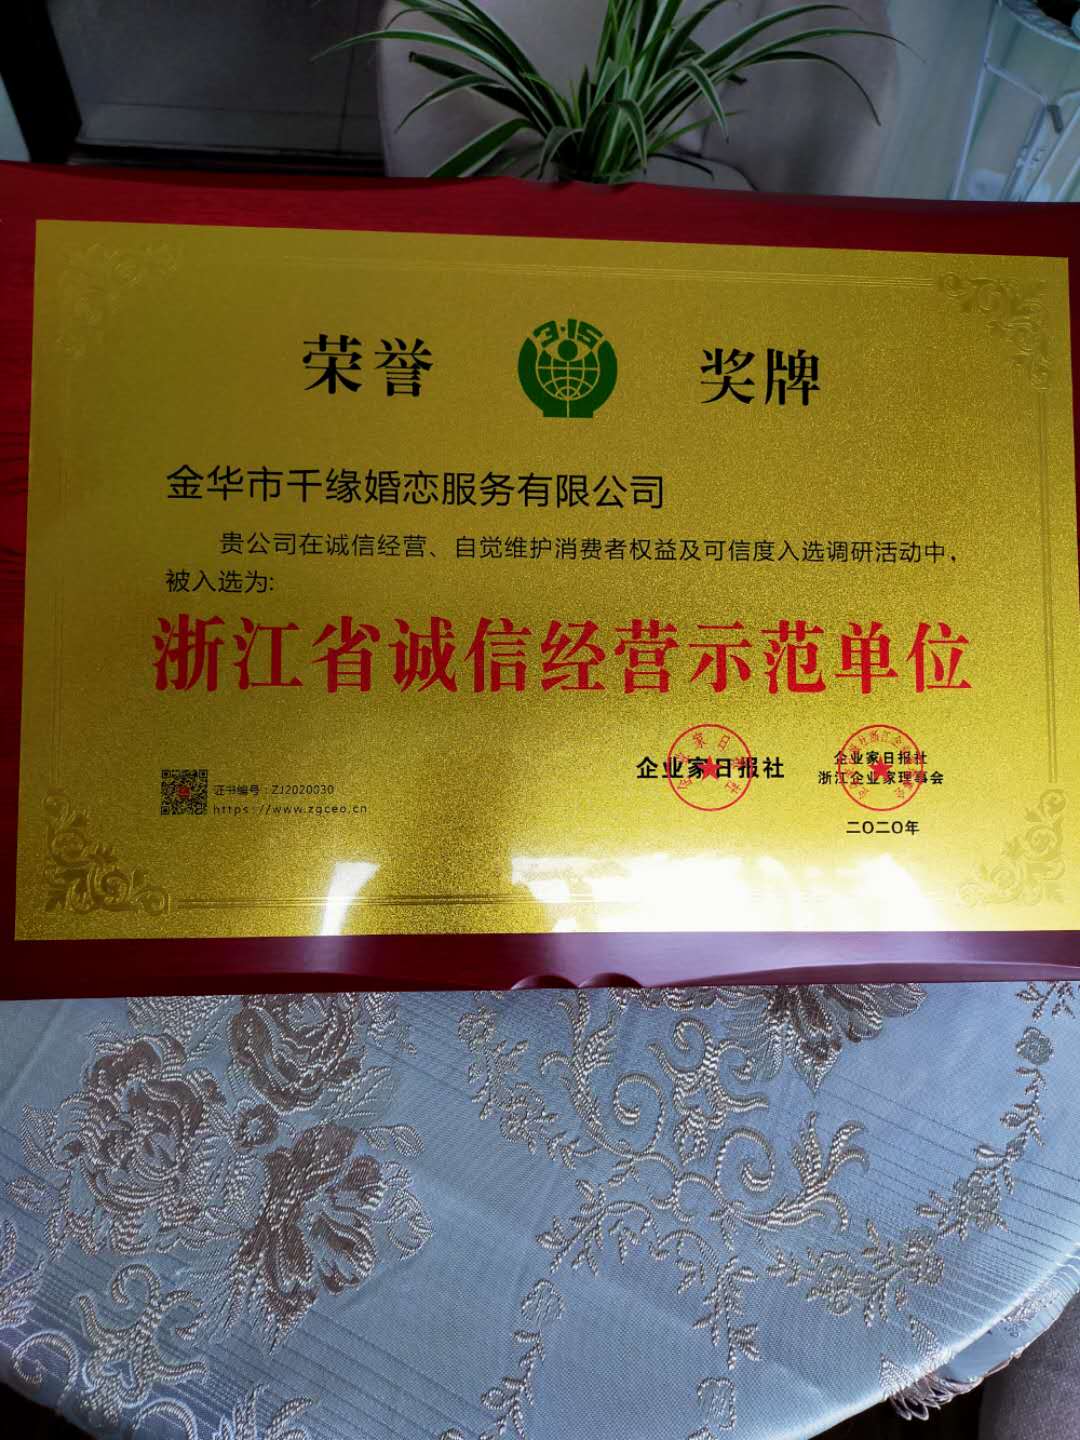 荣誉 3·15 奖牌
金华市千缘婚恋服务有限公司
贵公司在诚信经营、自觉维护消费者权益及可信度入选调研活动中，
被入选为:
浙江省诚信经营示范单位
企业家日报社
企业家日报社
浙江企业家理事会
二〇二〇年
证书编号：ZJ2020030
https://www.zgceo.cn